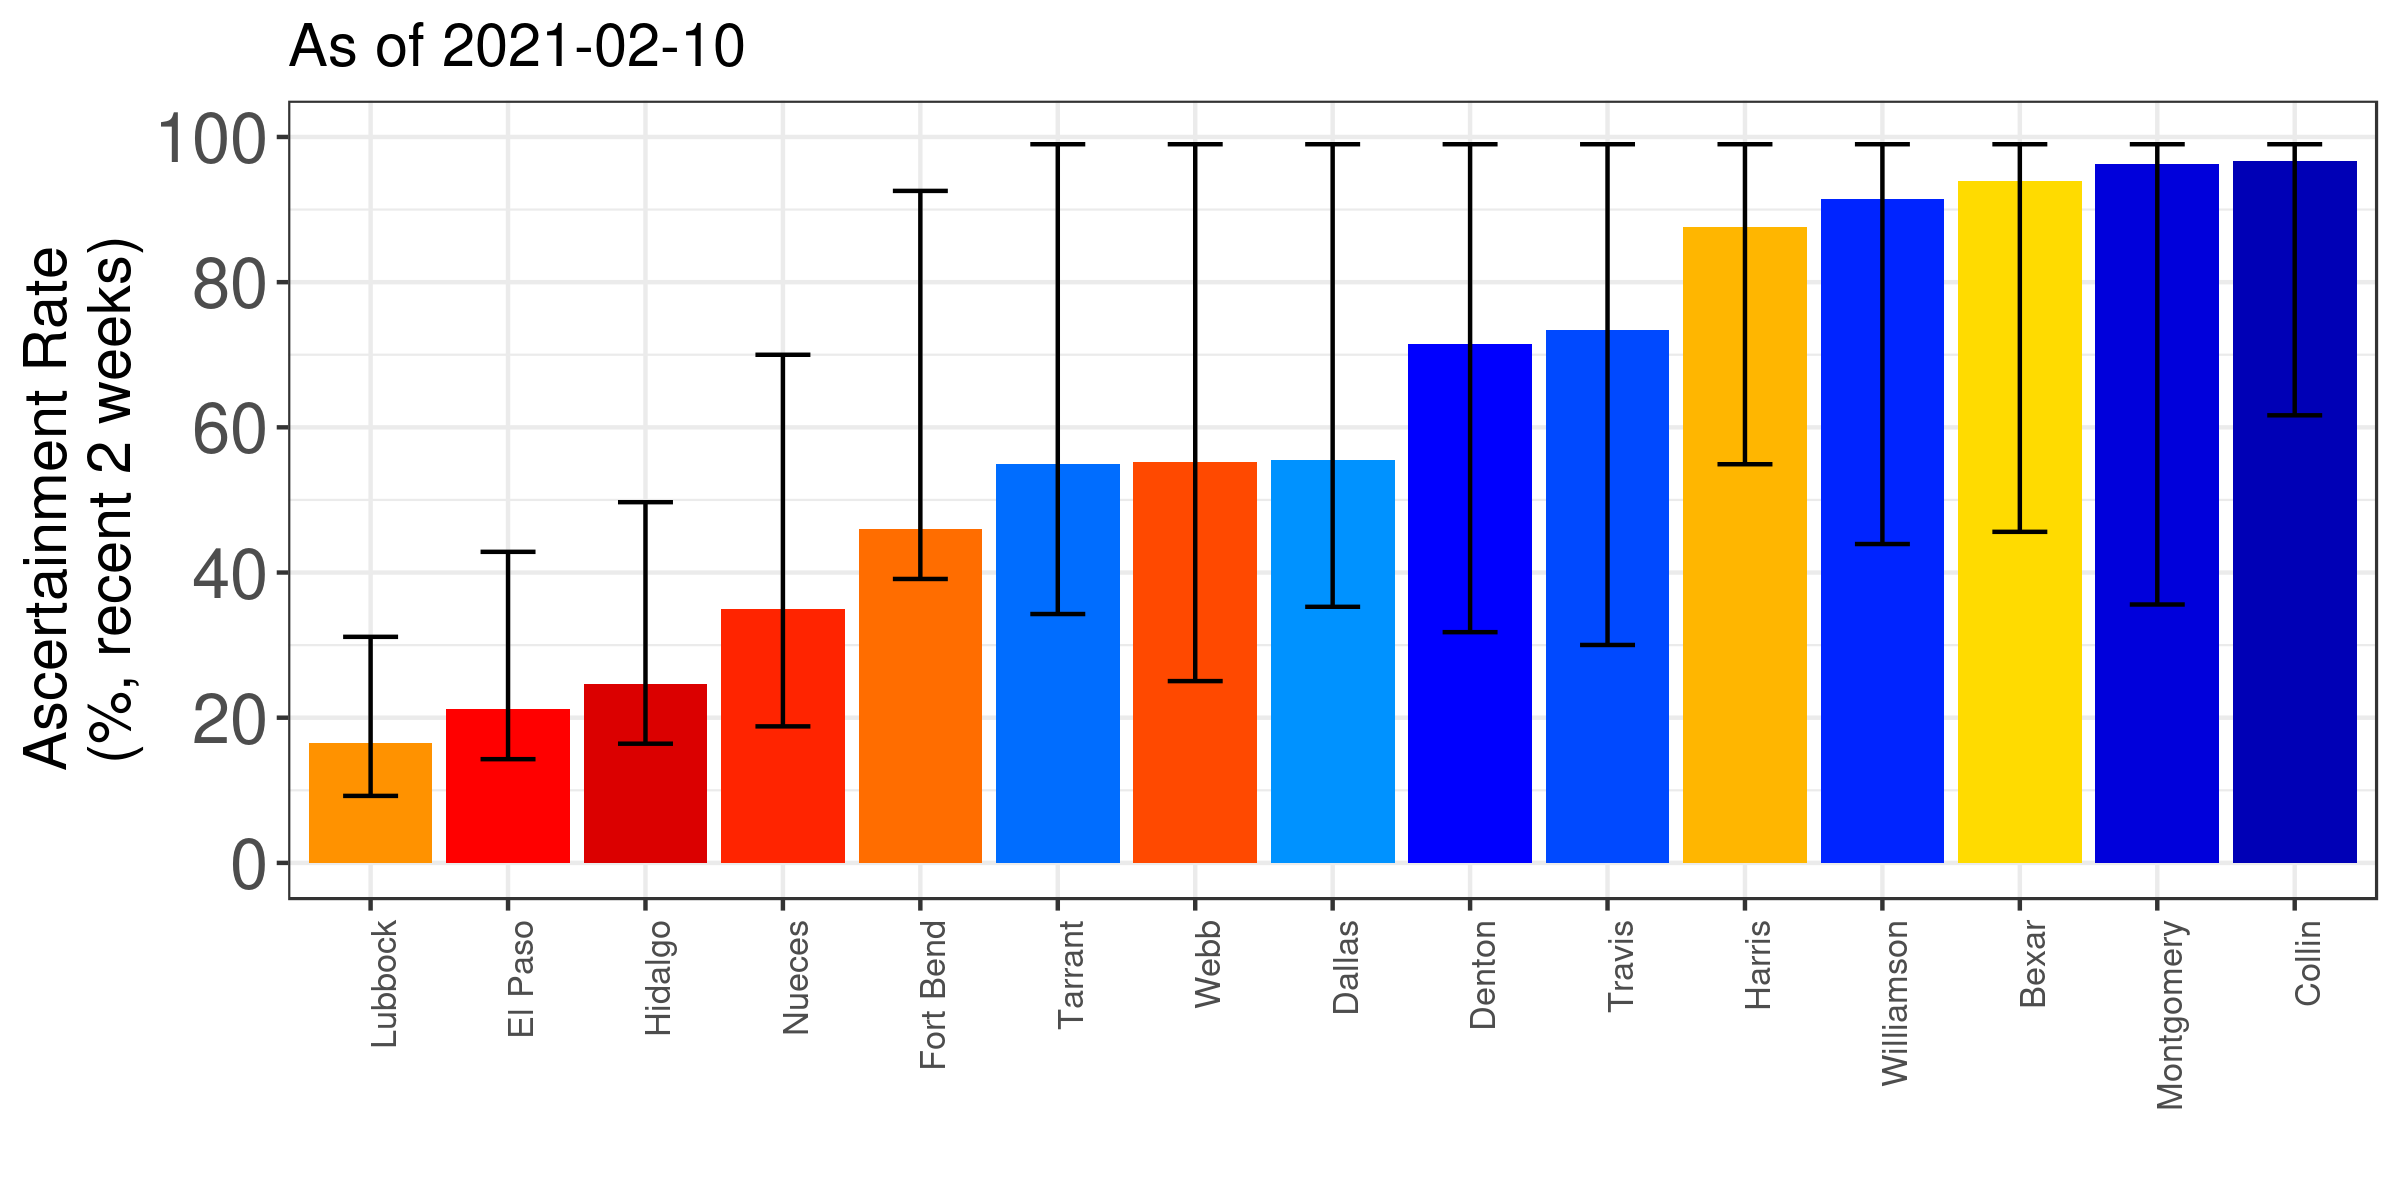 As of 2021-02-10
Ascertainment Rate
(%, recent 2 weeks)
100
80
60
40
20
0
Lubbock
El Paso
Hidalgo
Nueces
Fort Bend
Tarrant
Webb
Dallas
Denton
Travis
Harris
Williamson
Bexar
Montgomery
Collin